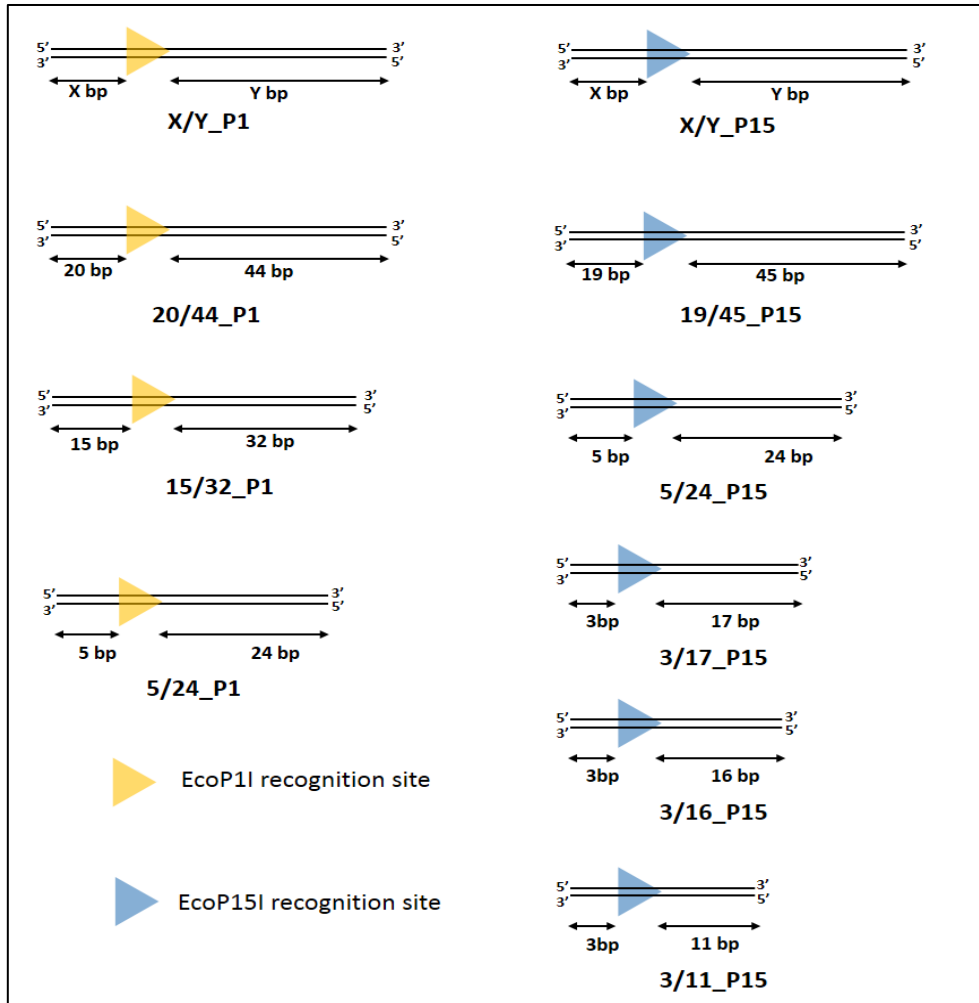 5’ 3’
3’ 5’
X bp Y bp
X/Y_P1
5’ 3’
3’ 5’
20 bp 44 bp
20/44_P1
5’ 3’
3’ 5’
15 bp 32 bp
15/32_P1
5’ 3’
3’ 5’
5 bp 24 bp
5/24_P1
EcoP1I recognition site
EcoP15I recognition site
5’ 3’
3’ 5’
X bp Y bp
X/Y_P15
5’ 3’
3’ 5’
19 bp 45 bp
19/45_P15
5’ 3’
3’ 5’
5 bp 24 bp
5/24_P15
5’ 3’
3’ 5’
3bp 17 bp
3/17_P15
5’ 3’
3’ 5’
3bp 16 bp
3/16_P15
5’ 3’
3’ 5’
3bp 11 bp
3/11_P15